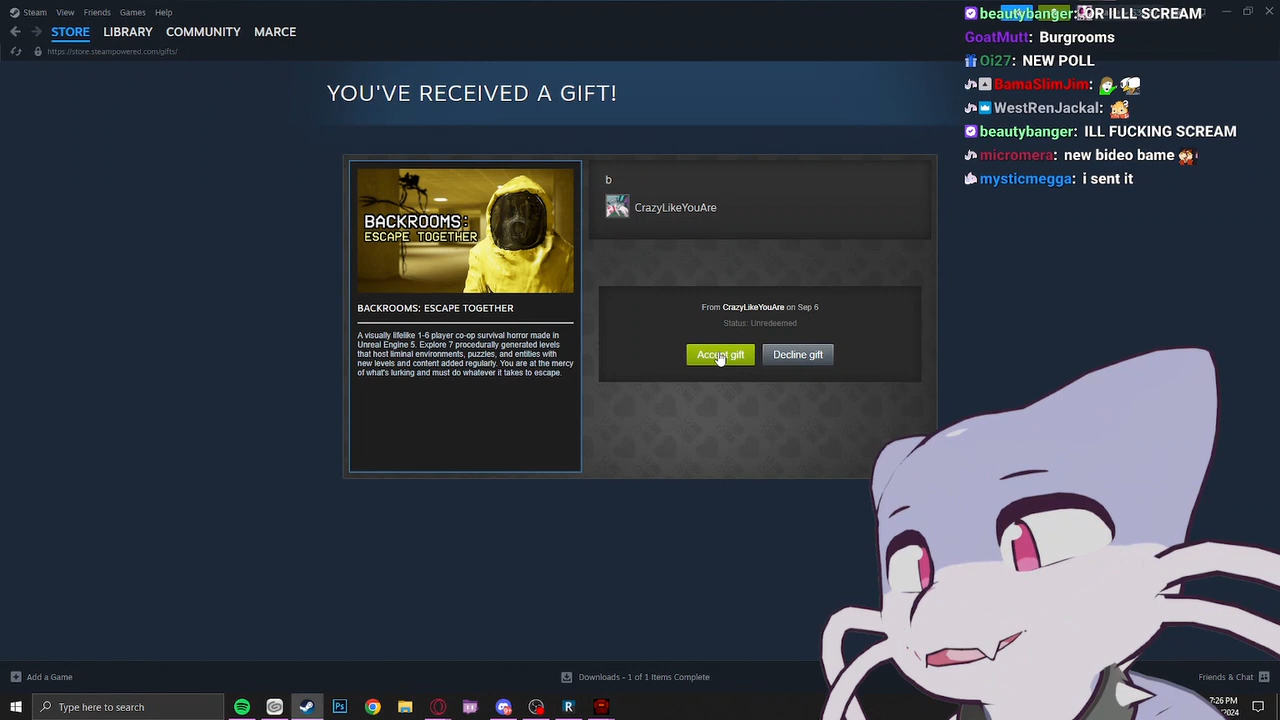 Steam View Friends Games Help
STORE LIBRARY COMMUNITY MARCE
https://store.steampowered.com/gifts/
YOU'VE RECEIVED A GIFT!
BACKROOMS:
ESCAPE TOGETHER
BACKROOMS: ESCAPE TOGETHER
A visually lifelike 1-6 player co-op survival horror made in
Unreal Engine 5. Explore 7 procedurally generated levels
that host liminal environments, puzzles, and entities with
new levels and content added regularly. You are at the mercy
of what's lurking and must do whatever it takes to escape.
b
CrazyLikeYouAre
From CrazyLikeYouAre on Sep 6
Status: Unredeemed
Accept gift Decline gift
beautybanger: OR ILLL SCREAM
GoatMutt: Burgrooms
Oi27: NEW POLL
BamaSlimJim:
WestRenJackal:
beautybanger: ILL FUCKING SCREAM
micromera: new bideo bame
mysticmegga: i sent it
Add a Game
Downloads - 1 of 1 Items Complete
Friends & Chat
Type here to search
7:26 PM
2024